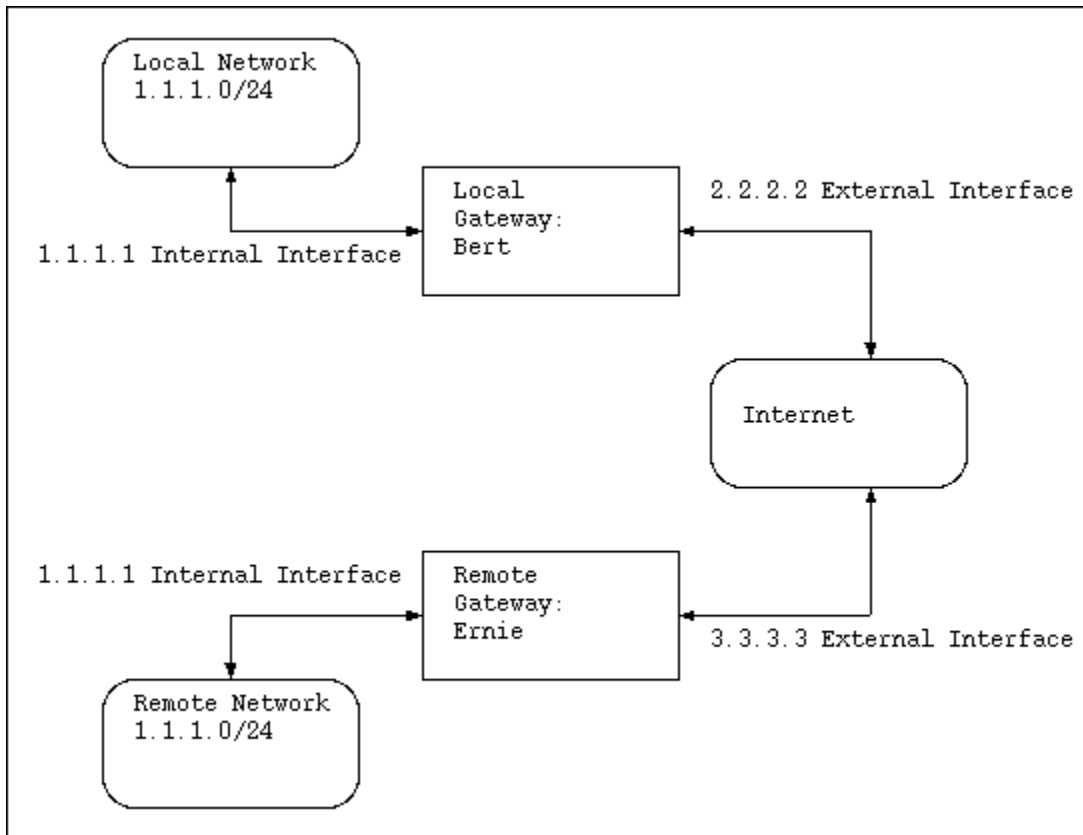 Local Network
1.1.1.0/24
Local
Gateway:
Bert
2.2.2.2 External Interface
1.1.1.1 Internal Interface
Internet
1.1.1.1 Internal Interface
Remote
Gateway:
Ernie
3.3.3.3 External Interface
Remote Network
1.1.1.0/24